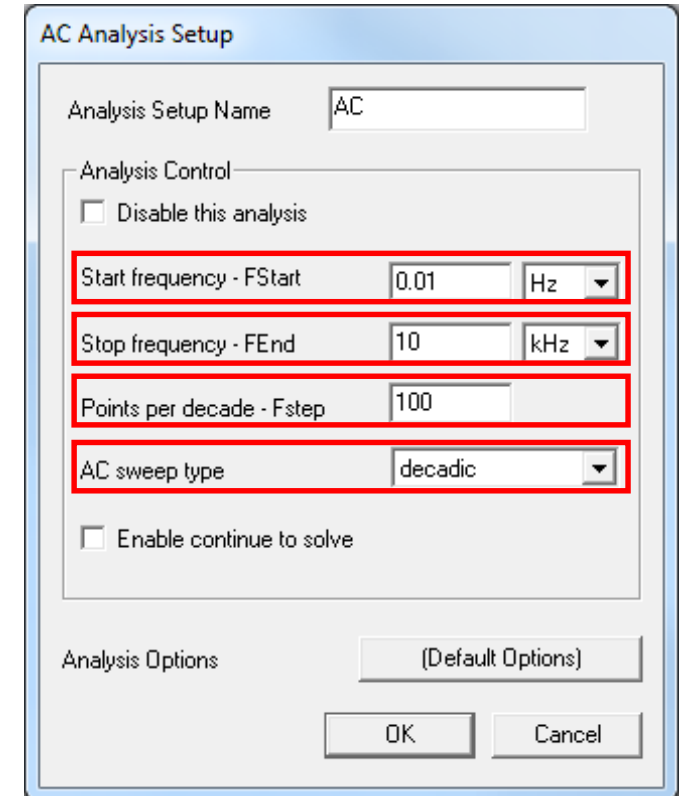 AC Analysis Setup
Analysis Setup Name AC
Analysis Control
Disable this analysis
Start frequency - FStart 0.01 Hz
Stop frequency - FEnd 10 kHz
Points per decade - Fstep 100
AC sweep type decadic
Enable continue to solve
Analysis Options (Default Options)
OK Cancel